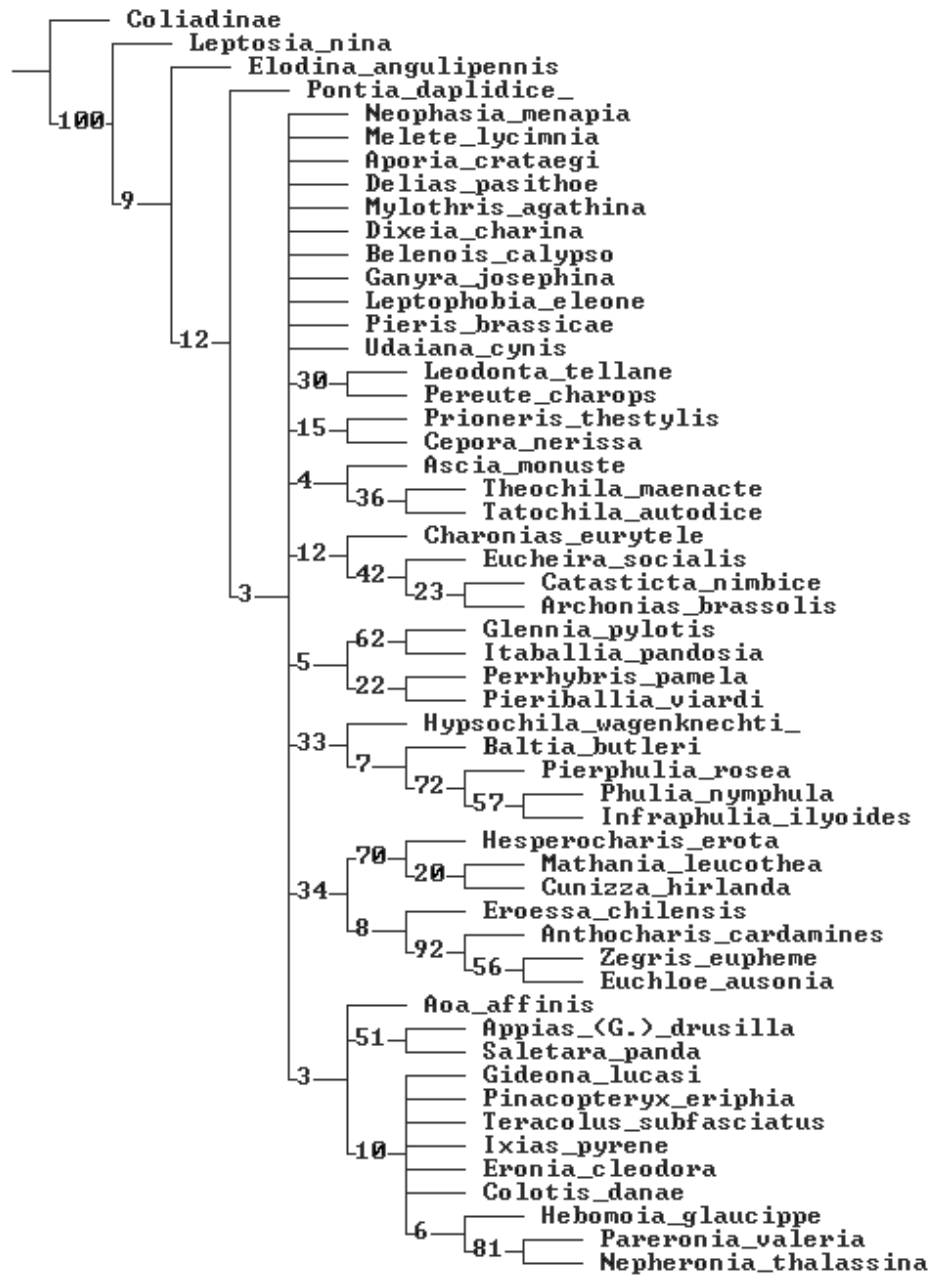 Coliadinae
Leptosia_nina
Elodina_angulipennis
Pontia_daplidice_
Neophasia_menapia
100
Melete_lycimnia
Aporia_crataegi
Delias_pasithoe
9
Mylothris_agathina
Dixeia_charina
Belenois_calypso
Ganyra_josephina
Leptophobia_eleone
Pieris_brassicae
12
Udaiana_cynis
Leodonta_tellane
30
Pereute_charops
Prioneris_thestylis
15
Cepora_nerissa
Ascia_monuste
4
Theochila_maenacte
36
Tatochila_autodice
Charonias_eurytele
12
Eucheira_socialis
42
Catasticta_nimbice
23
3
Archonias_brassolis
Glennia_pylotis
62
Itaballia_pandosia
5
Perrhybris_pamela
22
Pieriballia_viardi
Hypsochila_wagenknechti_
33
Baltia_butleri
7
Pierphulia_rosea
72
Phulia_nymphula
57
Infraphulia_ilyoides
Hesperocharis_erota
70
Mathania_leucothea
20
Cunizza_hirlanda
34
Eroessa_chilensis
8
Anthocharis_cardamines
92
Zegris_eupheme
56
Euchloe_ausonia
Aoa_affinis
Appias_(G.)_drusilla
51
Saletara_panda
3
Gideona_lucasi
Pinacopteryx_eriphia
Teracolus_subfasciatus
Ixias_pyrene
10
Eronia_cleodora
Colotis_danae
Hebomoia_glaucippe
6
Pareronia_valeria
81
Nepheronia_thalassina